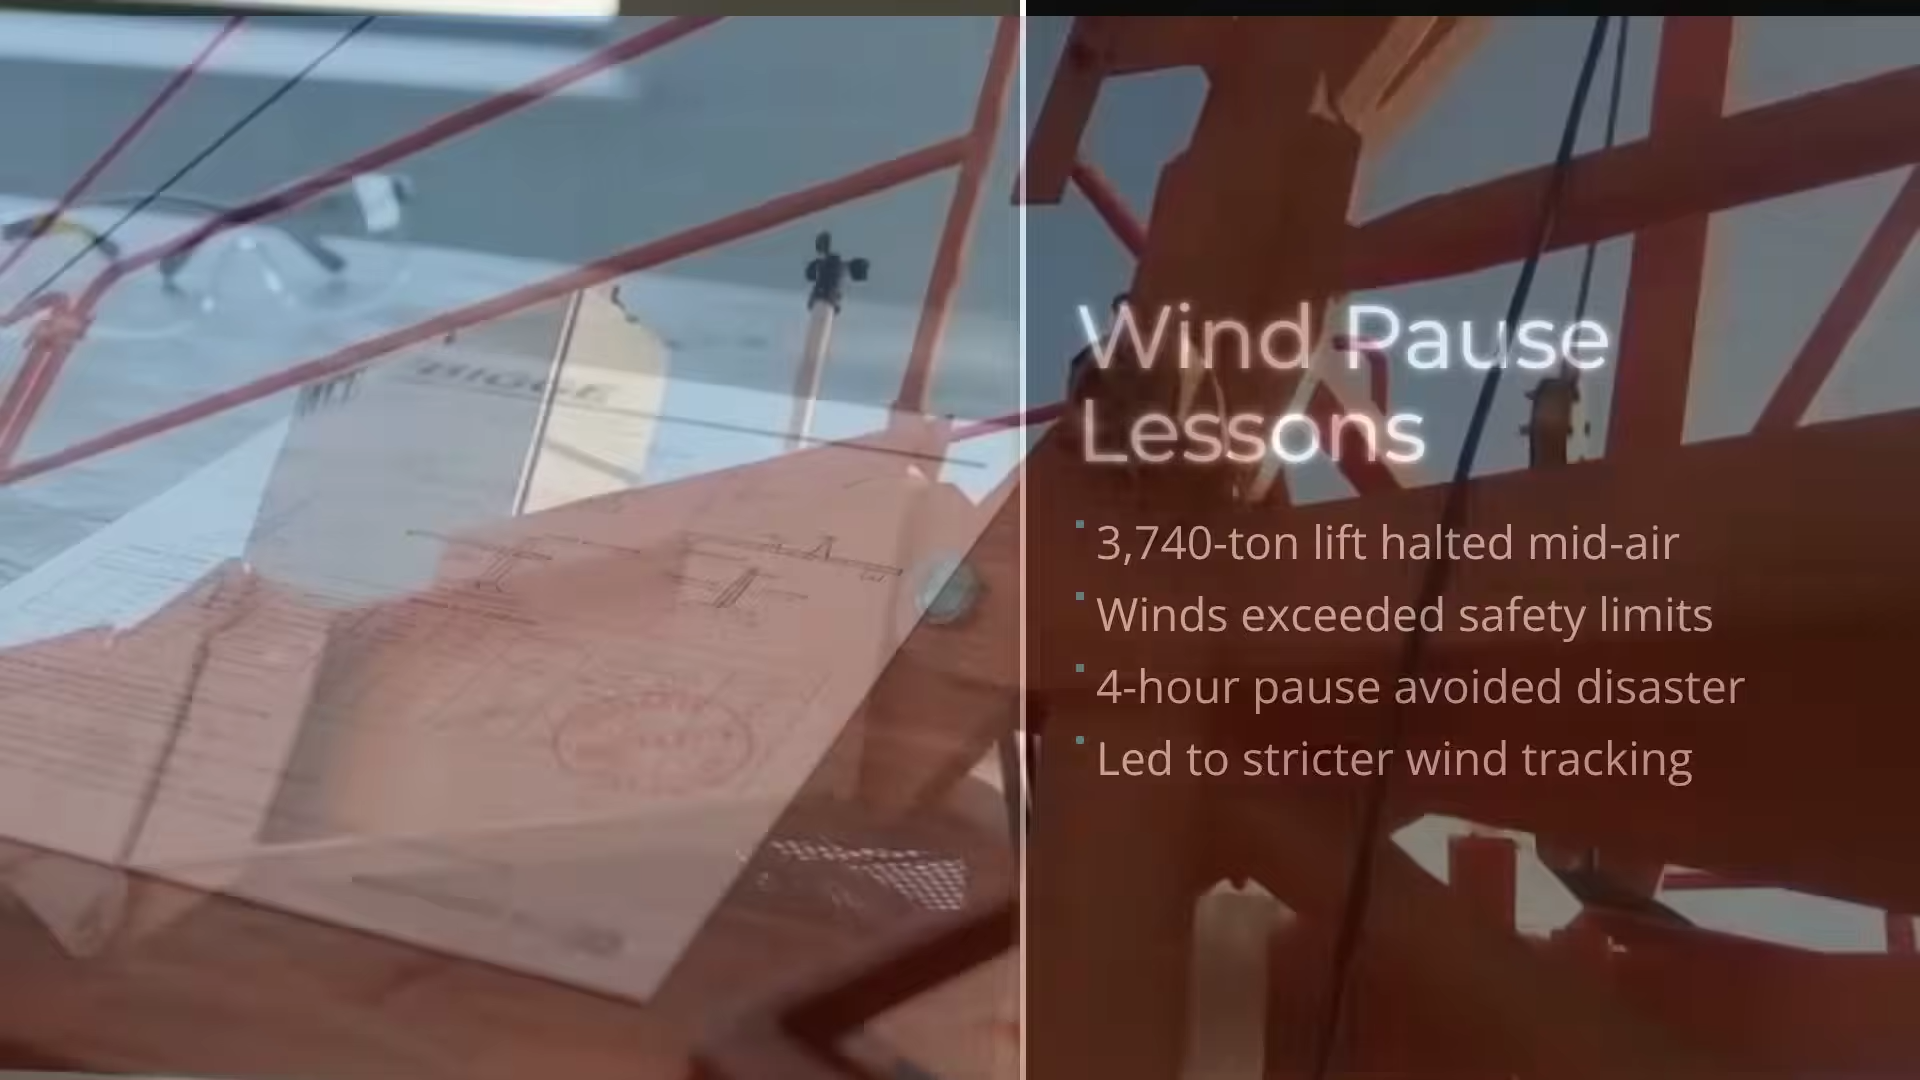 BIGGE
Wind Pause
Lessons
3,740-ton lift halted mid-air
Winds exceeded safety limits
4-hour pause avoided disaster
Led to stricter wind tracking